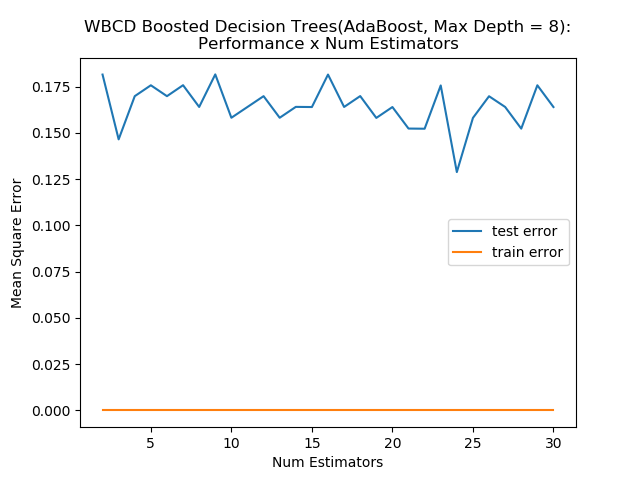 WBCD Boosted Decision Trees(AdaBoost, Max Depth = 8):
Performance x Num Estimators
Mean Square Error
0.175
0.150
0.125
0.100
0.075
0.050
0.025
0.000
test error
train error
5
10
15
20
25
30
Num Estimators